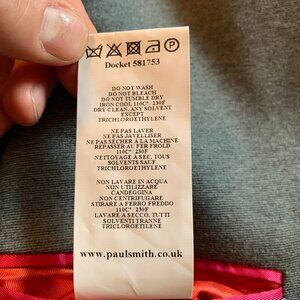 Docket 581753
DO NOT WASH
DO NOT BLEACH
DO NOT TUMBLE DRY
IRON COOL 110C° 230F
DRY CLEAN, ANY SOLVENT
EXCEPT
TRICHLOROETHYLENE
NE PAS LAVER
NE PAS JAVELLISER
NE PAS SÉCHER À LA MACHINE
REPASSER AU FER FROLD
110C° 230F
NETTOYAGE A SEC, TOUS
SOLVENTS SAUF
TRICHLOROETHYLENE
NON LAVARE IN ACQUA
NON UTILIZZARE
CANDEGGINA
NON CENTRIFUGARE
STIRARE A FERRO FREDDO
110C° 230F
LAVARE A SECCO, TUTTI
SOLVENTI TRANNE
TRICHLOROETHYLENE
www.paulsmith.co.uk